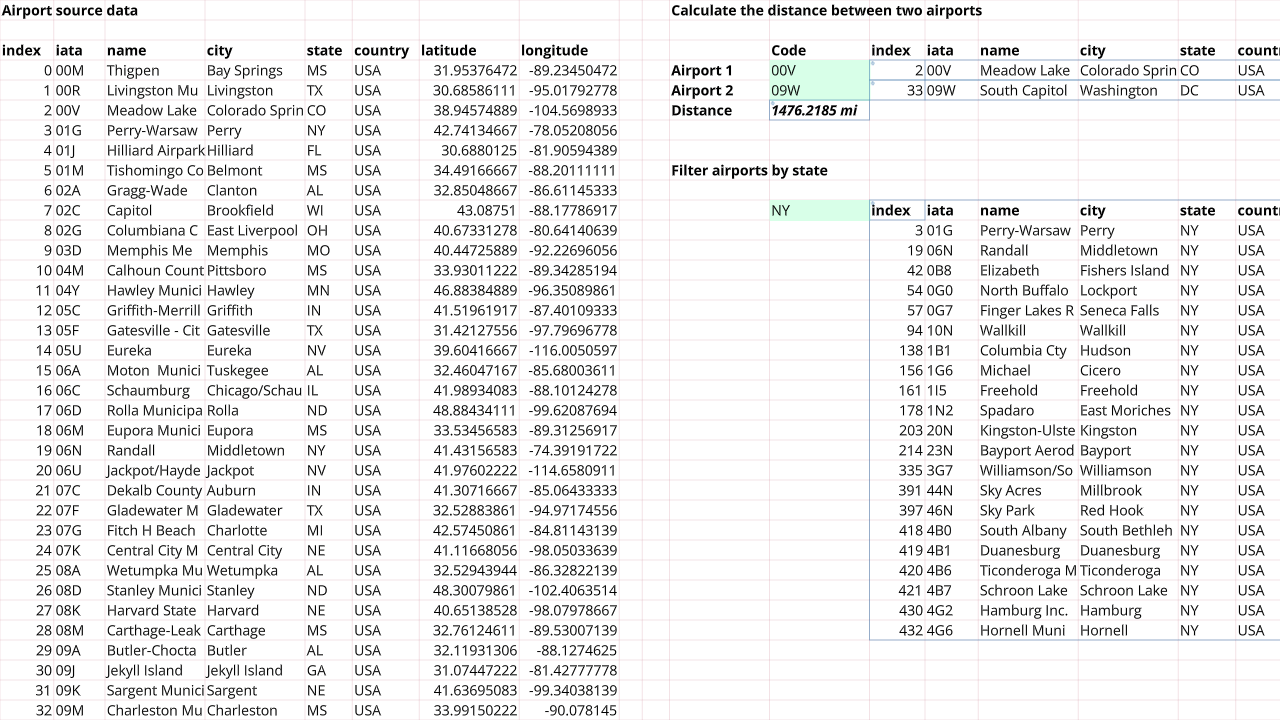 Airport source data Calculate the distance between two airports
index iata name city state country latitude longitude Code index iata name city state countr
0 00M Thigpen Bay Springs MS USA 31.95376472 -89.23450472 Airport 1 00V 2 00V Meadow Lake Colorado Sprin CO USA
1 00R Livingston Mu Livingston TX USA 30.68586111 -95.01792778 Airport 2 09W 33 09W South Capitol Washington DC USA
2 00V Meadow Lake Colorado Sprin CO USA 38.94574889 -104.5698933 Distance 1476.2185 mi
3 01G Perry-Warsaw Perry NY USA 42.74134667 -78.05208056
4 01J Hilliard Airpark Hilliard FL USA 30.6880125 -81.90594389
5 01M Tishomingo Co Belmont MS USA 34.49166667 -88.20111111 Filter airports by state
6 02A Gragg-Wade Clanton AL USA 32.85048667 -86.61145333
7 02C Capitol Brookfield WI USA 43.08751 -88.17786917 NY index iata name city state countr
8 02G Columbiana C East Liverpool OH USA 40.67331278 -80.64140639 3 01G Perry-Warsaw Perry NY USA
9 03D Memphis Me Memphis MO USA 40.44725889 -92.22696056 19 06N Randall Middletown NY USA
10 04M Calhoun Count Pittsboro MS USA 33.93011222 -89.34285194 42 0B8 Elizabeth Fishers Island NY USA
11 04Y Hawley Munici Hawley MN USA 46.88384889 -96.35089861 54 0G0 North Buffalo Lockport NY USA
12 05C Griffith-Merrill Griffith IN USA 41.51961917 -87.40109333 57 0G7 Finger Lakes R Seneca Falls NY USA
13 05F Gatesville - Cit Gatesville TX USA 31.42127556 -97.79696778 94 10N Wallkill Wallkill NY USA
14 05U Eureka Eureka NV USA 39.60416667 -116.0050597 138 1B1 Columbia Cty Hudson NY USA
15 06A Moton Munici Tuskegee AL USA 32.46047167 -85.68003611 156 1G6 Michael Cicero NY USA
16 06C Schaumburg Chicago/Schau IL USA 41.98934083 -88.10124278 161 1I5 Freehold Freehold NY USA
17 06D Rolla Municipa Rolla ND USA 48.88434111 -99.62087694 178 1N2 Spadaro East Moriches NY USA
18 06M Eupora Munici Eupora MS USA 33.53456583 -89.31256917 203 20N Kingston-Ulste Kingston NY USA
19 06N Randall Middletown NY USA 41.43156583 -74.39191722 214 23N Bayport Aerod Bayport NY USA
20 06U Jackpot/Hayde Jackpot NV USA 41.97602222 -114.6580911 335 3G7 Williamson/So Williamson NY USA
21 07C Dekalb County Auburn IN USA 41.30716667 -85.06433333 391 44N Sky Acres Millbrook NY USA
22 07F Gladewater M Gladewater TX USA 32.52883861 -94.97174556 397 46N Sky Park Red Hook NY USA
23 07G Fitch H Beach Charlotte MI USA 42.57450861 -84.81143139 418 4B0 South Albany South Bethleh NY USA
24 07K Central City M Central City NE USA 41.11668056 -98.05033639 419 4B1 Duanesburg Duanesburg NY USA
25 08A Wetumpka Mu Wetumpka AL USA 32.52943944 -86.32822139 420 4B6 Ticonderoga M Ticonderoga NY USA
26 08D Stanley Munici Stanley ND USA 48.30079861 -102.4063514 421 4B7 Schroon Lake Schroon Lake NY USA
27 08K Harvard State Harvard NE USA 40.65138528 -98.07978667 430 4G2 Hamburg Inc. Hamburg NY USA
28 08M Carthage-Leak Carthage MS USA 32.76124611 -89.53007139 432 4G6 Hornell Muni Hornell NY USA
29 09A Butler-Chocta Butler AL USA 32.11931306 -88.1274625
30 09J Jekyll Island Jekyll Island GA USA 31.07447222 -81.42777778
31 09K Sargent Munici Sargent NE USA 41.63695083 -99.34038139
32 09M Charleston Mu Charleston MS USA 33.99150222 -90.078145